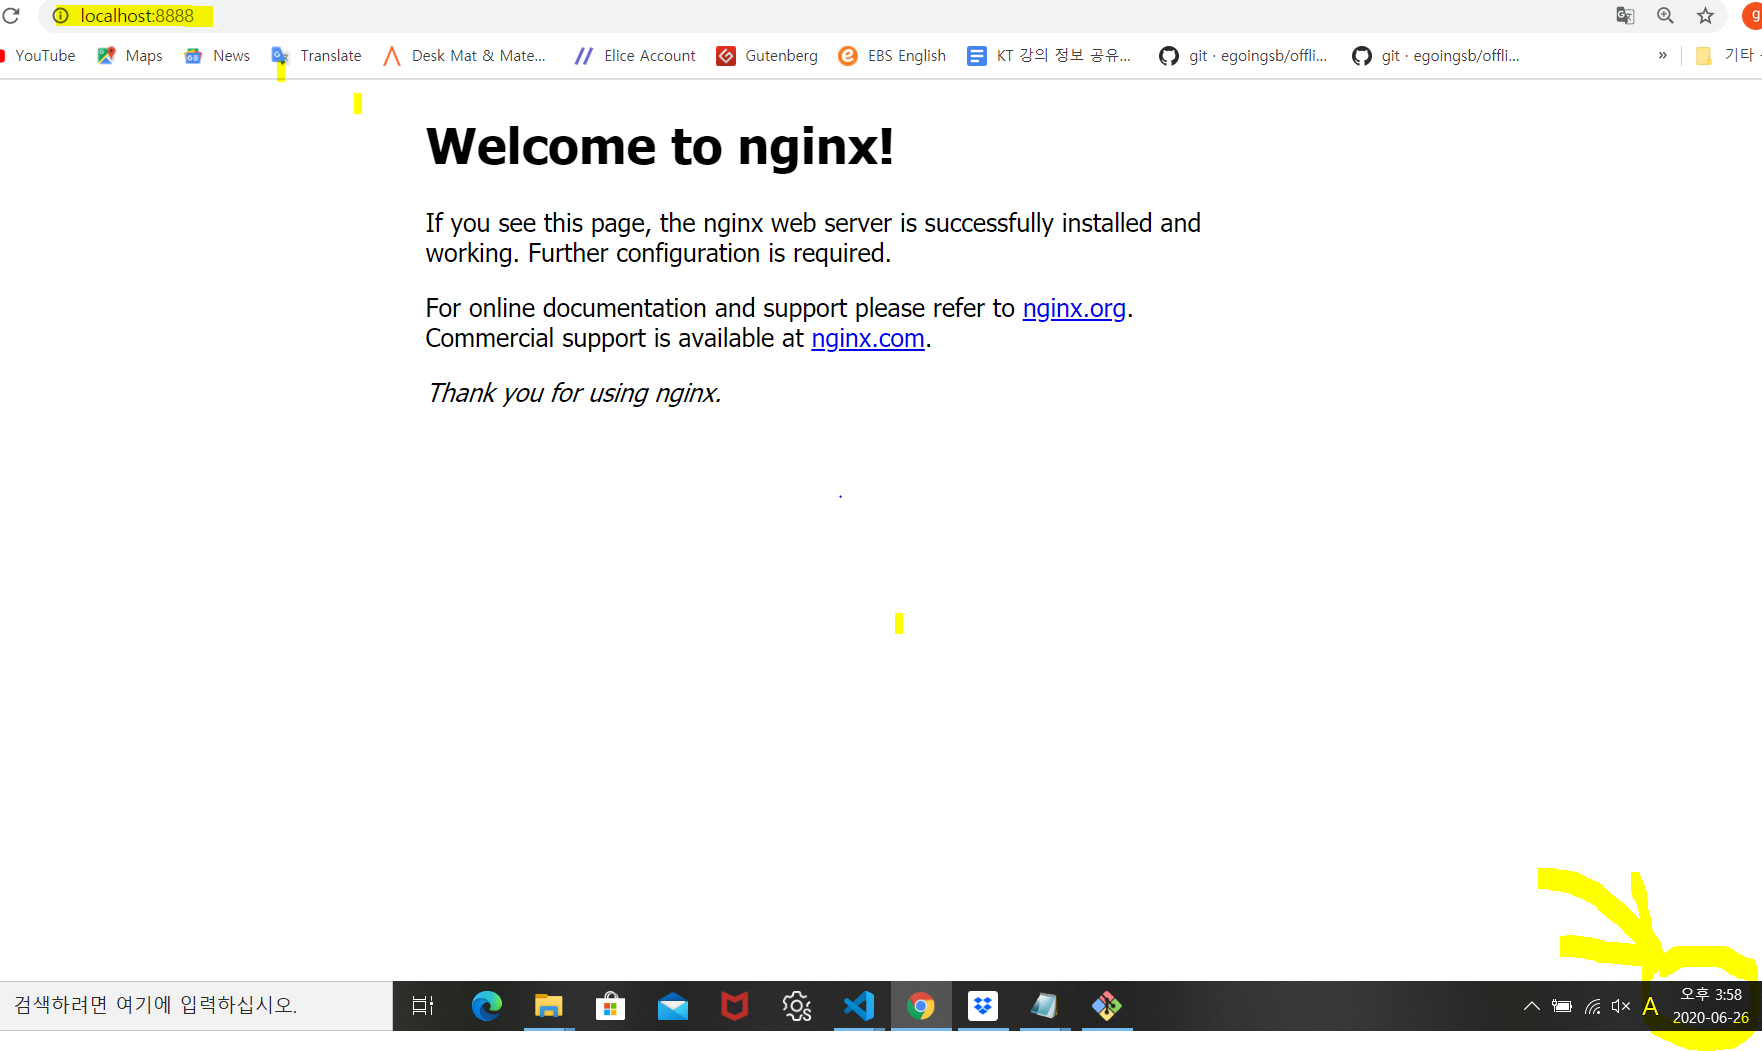 localhost:8888
g
YouTube Maps News Translate Desk Mat & Mate... Elice Account Gutenberg EBS English KT 강의 정보 공유... git · egoingsb/offli... git · egoingsb/offli... » 기타
Welcome to nginx!
If you see this page, the nginx web server is successfully installed and
working. Further configuration is required.
For online documentation and support please refer to nginx.org.
Commercial support is available at nginx.com.
Thank you for using nginx.
검색하려면 여기에 입력하십시오.
A
오후 3:58
2020-06-26